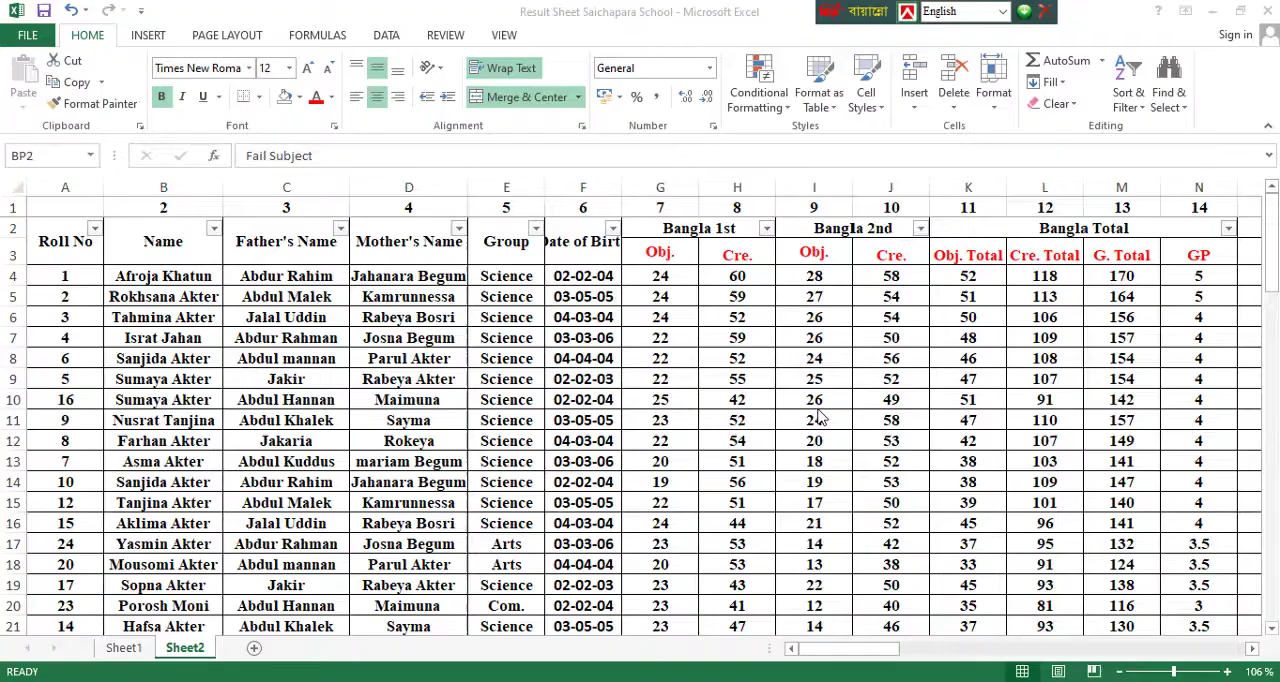 Result Sheet Saichapara School - Microsoft Excel
English
Sign in
FILE HOME INSERT PAGE LAYOUT FORMULAS DATA REVIEW VIEW
Cut
Copy
Format Painter
Paste
Times New Roma 12
B I U
Wrap Text
Merge & Center
General
Conditional Formatting
Format as Table
Cell Styles
Insert Delete Format
AutoSum
Fill
Clear
Sort & Filter
Find & Select
Clipboard Font Alignment Number Styles Cells Editing
BP2 Fail Subject
A B C D E F G H I J K L M N
1 2 3 4 5 6 7 8 9 10 11 12 13 14
2 Bangla 1st Bangla 2nd Bangla Total
Roll No Name Father's Name Mother's Name Group Date of Birt
3 Obj. Cre. Obj. Cre. Obj. Total Cre. Total G. Total GP
4 1 Afroja Khatun Abdur Rahim Jahanara Begum Science 02-02-04 24 60 28 58 52 118 170 5
5 2 Rokhsana Akter Abdul Malek Kamrunnessa Science 03-05-05 24 59 27 54 51 113 164 5
6 3 Tahmina Akter Jalal Uddin Rabeya Bosri Science 04-03-04 24 52 26 54 50 106 156 4
7 4 Israt Jahan Abdur Rahman Josna Begum Science 03-03-06 22 59 26 50 48 109 157 4
8 6 Sanjida Akter Abdul mannan Parul Akter Science 04-04-04 22 52 24 56 46 108 154 4
9 5 Sumaya Akter Jakir Rabeya Akter Science 02-02-03 22 55 25 52 47 107 154 4
10 16 Sumaya Akter Abdul Hannan Maimuna Science 02-02-04 25 42 26 49 51 91 142 4
11 9 Nusrat Tanjina Abdul Khalek Sayma Science 03-05-05 23 52 58 47 110 157 4
12 8 Farhan Akter Jakaria Rokeya Science 04-03-04 22 54 20 53 42 107 149 4
13 7 Asma Akter Abdul Kuddus mariam Begum Science 03-03-06 20 51 18 52 38 103 141 4
14 10 Sanjida Akter Abdur Rahim Jahanara Begum Science 02-02-04 19 56 19 53 38 109 147 4
15 12 Tanjina Akter Abdul Malek Kamrunnessa Science 03-05-05 22 51 17 50 39 101 140 4
16 15 Aklima Akter Jalal Uddin Rabeya Bosri Science 04-03-04 24 44 21 52 45 96 141 4
17 24 Yasmin Akter Abdur Rahman Josna Begum Arts 03-03-06 23 53 14 42 37 95 132 3.5
18 20 Mousomi Akter Abdul mannan Parul Akter Arts 04-04-04 20 53 13 38 33 91 124 3.5
19 17 Sopna Akter Jakir Rabeya Akter Science 02-02-03 23 43 22 50 45 93 138 3.5
20 23 Porosh Moni Abdul Hannan Maimuna Com. 02-02-04 23 41 12 40 35 81 116 3
21 14 Hafsa Akter Abdul Khalek Sayma Science 03-05-05 23 47 14 46 37 93 130 3.5
Sheet1 Sheet2
READY 106 %